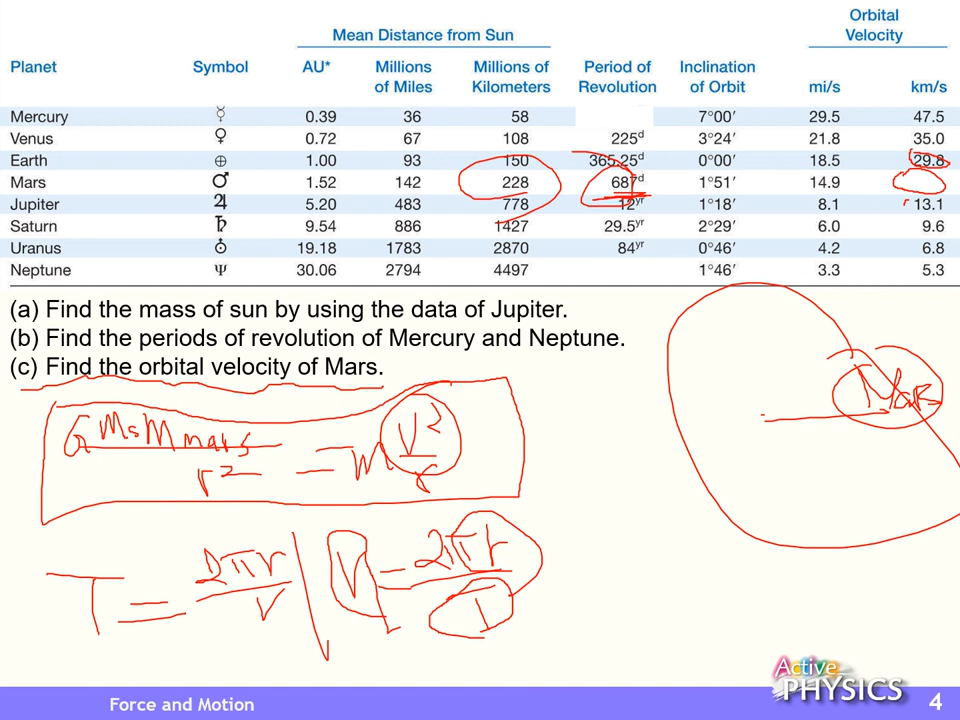 Mean Distance from Sun Orbital Velocity
Planet Symbol AU* Millions of Miles Millions of Kilometers Period of Revolution Inclination of Orbit mi/s km/s
Mercury ☿ 0.39 36 58 7°00′ 29.5 47.5
Venus ♀ 0.72 67 108 225d 3°24′ 21.8 35.0
Earth ⊕ 1.00 93 150 365.25d 0°00′ 18.5 29.8
Mars ♂ 1.52 142 228 687d 1°51′ 14.9
Jupiter ♃ 5.20 483 778 12yr 1°18′ 8.1 13.1
Saturn ♄ 9.54 886 1427 29.5yr 2°29′ 6.0 9.6
Uranus ⛢ 19.18 1783 2870 84yr 0°46′ 4.2 6.8
Neptune Ψ 30.06 2794 4497 1°46′ 3.3 5.3
(a) Find the mass of sun by using the data of Jupiter.
(b) Find the periods of revolution of Mercury and Neptune.
(c) Find the orbital velocity of Mars.
G Ms Mmars / r² = m v² / r
T = 2πr / v | V = 2πr / T
Active PHYSICS
Force and Motion 4